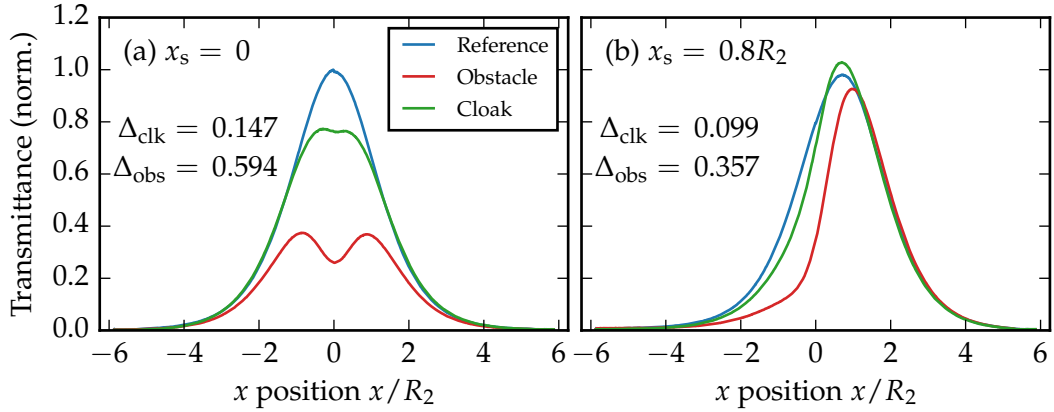 1.2
1.0
0.8
0.6
0.4
0.2
0.0
Transmittance (norm.)
(a) xₛ = 0
Δclk = 0.147
Δobs = 0.594
Reference
Obstacle
Cloak
−6 −4 −2 0 2 4 6
x position x/R₂
(b) xₛ = 0.8R₂
Δclk = 0.099
Δobs = 0.357
−6 −4 −2 0 2 4 6
x position x/R₂